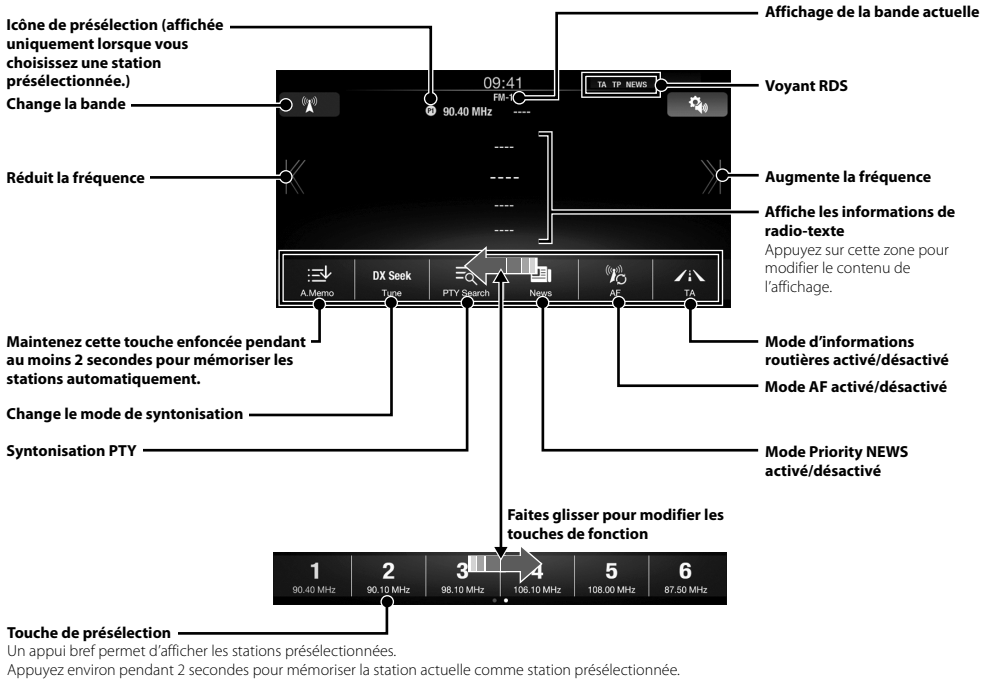 Icône de présélection (affichée
uniquement lorsque vous
choisissez une station
présélectionnée.)
Change la bande
Réduit la fréquence
Affichage de la bande actuelle
Voyant RDS
Augmente la fréquence
Affiche les informations de
radio-texte
Appuyez sur cette zone pour
modifier le contenu de
l'affichage.
09:41
FM-1
TA TP NEWS
PI 90.40 MHz ----
----
----
----
----
A.Memo
DX Seek
Tune
PTY Search
News
AF
TA
Maintenez cette touche enfoncée pendant
au moins 2 secondes pour mémoriser les
stations automatiquement.
Change le mode de syntonisation
Syntonisation PTY
Mode d'informations
routières activé/désactivé
Mode AF activé/désactivé
Mode Priority NEWS
activé/désactivé
Faites glisser pour modifier les
touches de fonction
1
90.40 MHz
2
90.10 MHz
3
98.10 MHz
4
106.10 MHz
5
108.00 MHz
6
87.50 MHz
Touche de présélection
Un appui bref permet d'afficher les stations présélectionnées.
Appuyez environ pendant 2 secondes pour mémoriser la station actuelle comme station présélectionnée.